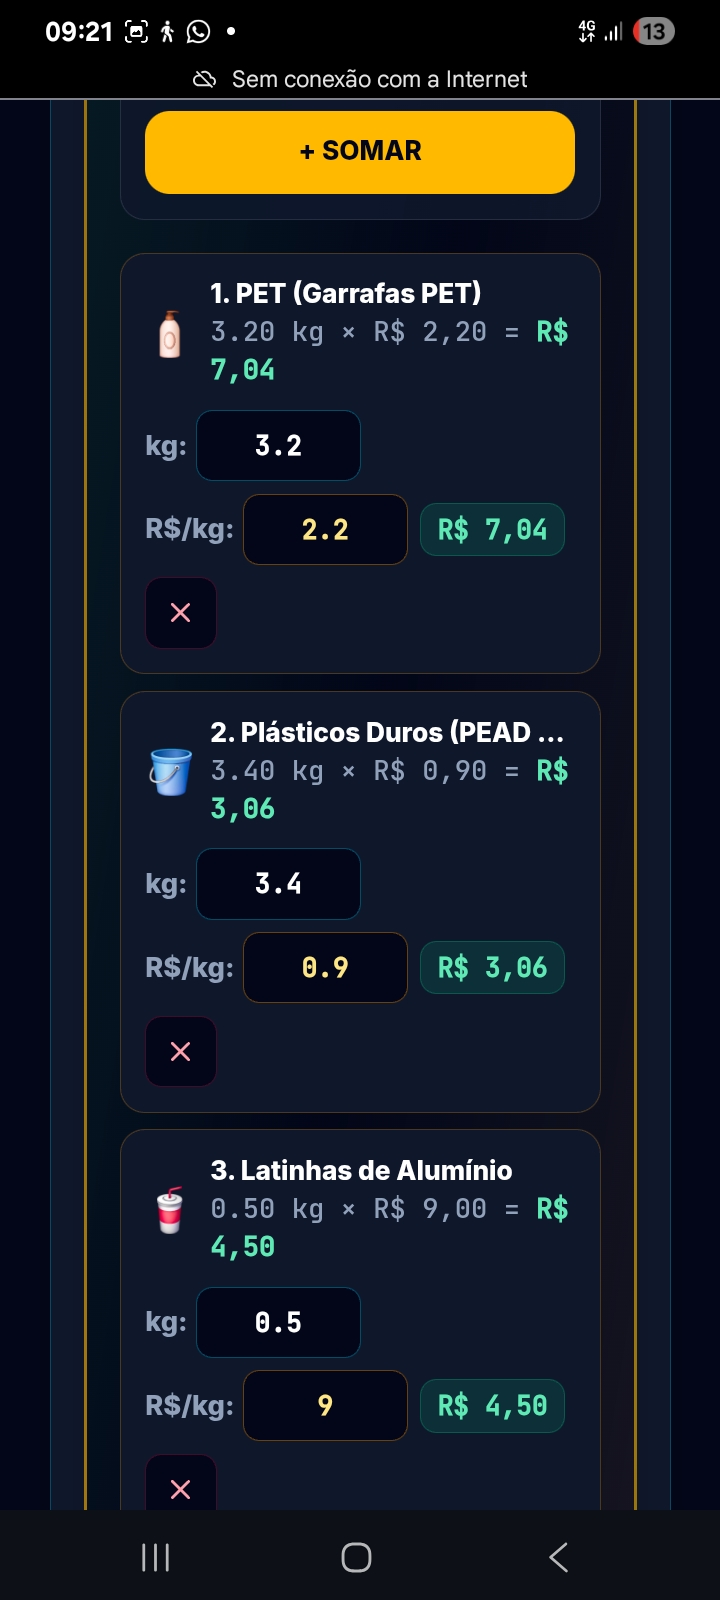 09:21
4G
13
Sem conexão com a Internet
+ SOMAR
1. PET (Garrafas PET)
3.20 kg × R$ 2,20 = R$
7,04
kg: 3.2
R$/kg: 2.2 R$ 7,04
×
2. Plásticos Duros (PEAD ...
3.40 kg × R$ 0,90 = R$
3,06
kg: 3.4
R$/kg: 0.9 R$ 3,06
×
3. Latinhas de Alumínio
0.50 kg × R$ 9,00 = R$
4,50
kg: 0.5
R$/kg: 9 R$ 4,50
×